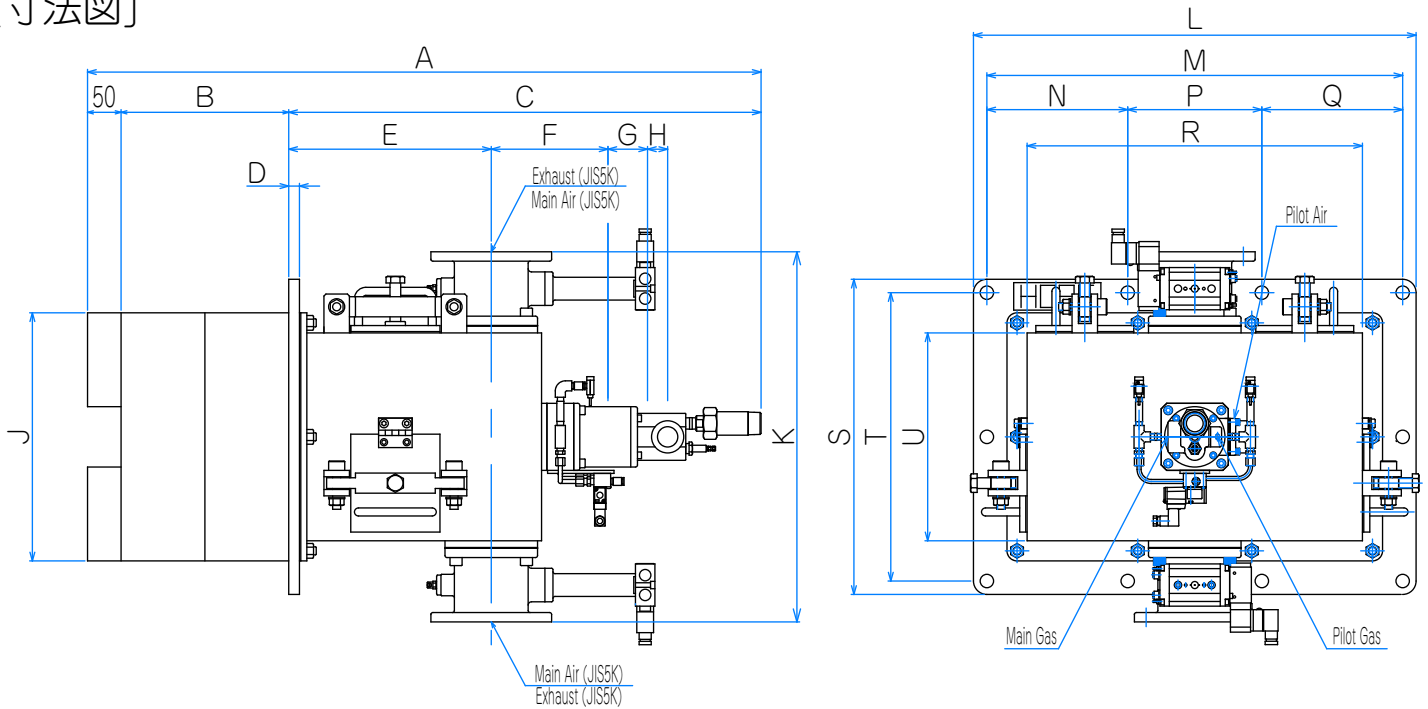 寸法図］
L
A
M
50
B
C
N
P
Q
E
F
G
H
R
D
Exhaust (JIS5K)
Main Air (JIS5K)
Pilot Air
J
K
S
T
U
Main Gas
Pilot Gas
Main Air (JIS5K)
Exhaust (JIS5K)